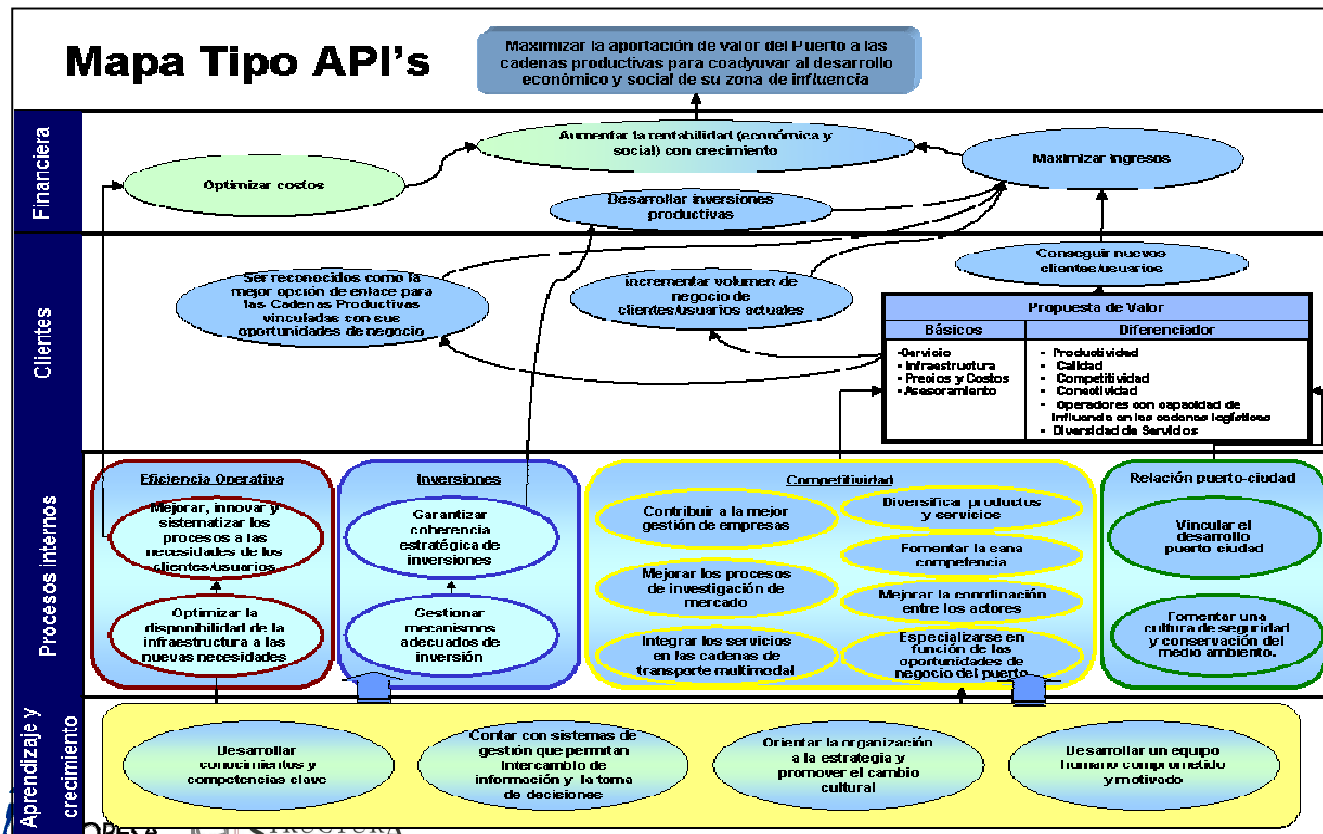 Mapa Tipo API's
Maximizar la aportación de valor del Puerto a las
cadenas productivas para coadyuvar al desarrollo
económico y social de su zona de influencia
Financiera
Aumentar la rentabilidad (económica y
social) con crecimiento
Maximizar ingresos
Optimizar costos
Desarrollar inversiones
productivas
Clientes
Ser reconocidos como la
mejor opción de enlace para
las Cadenas Productivas
vinculadas con sus
oportunidades de negocio
Incrementar volumen de
negocio de
clientes/usuarios actuales
Conseguir nuevos
clientes/usuarios
Propuesta de Valor
Básicos
Diferenciador
•Servicio
•Infraestructura
•Precios y Costos
•Asesoramiento
• Productividad
• Calidad
• Competitividad
• Conectividad
• Operadores con capacidad de
influencia en las cadenas logísticas
• Diversidad de Servicios
Procesos Internos
Eficiencia Operativa
Mejorar, innovar y
sistematizar los
procesos a las
necesidades de los
clientes/usuarios
Optimizar la
disponibilidad de la
infraestructura a las
nuevas necesidades
Inversiones
Garantizar
coherencia
estratégica de
inversiones
Gestionar
mecanismos
adecuados de
inversión
Competitividad
Contribuir a la mejor
gestión de empresas
Mejorar los procesos
de investigación de
mercado
Integrar los servicios
en las cadenas de
transporte multimodal
Diversificar productos
y servicios
Fomentar la sana
competencia
Mejorar la coordinación
entre los actores
Especializarse en
función de las
oportunidades de
negocio del puerto
Relación puerto-ciudad
Vincular el
desarrollo
puerto ciudad
Fomentar una
cultura de seguridad
y conservación del
medio ambiente.
Aprendizaje y
crecimiento
Desarrollar
conocimientos y
competencias clave
Contar con sistemas de
gestión que permitan
Intercambio de
información y la toma
de decisiones
Orientar la organización
a la estrategia y
promover el cambio
cultural
Desarrollar un equipo
humano comprometido
y motivado